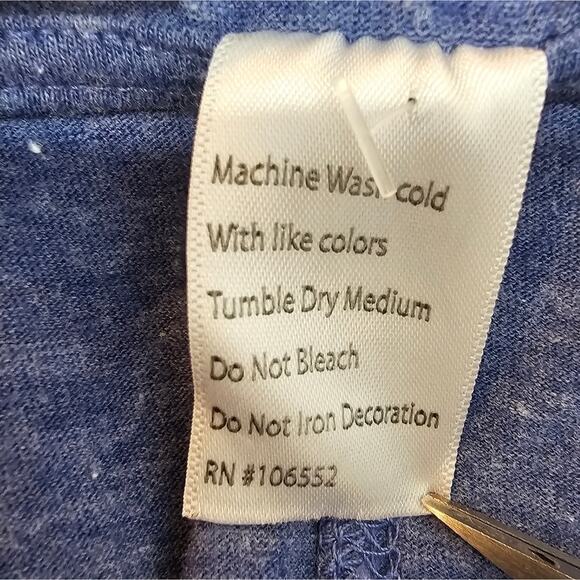 Machine Wash cold
With like colors
Tumble Dry Medium
Do Not Bleach
Do Not Iron Decoration
RN #106552